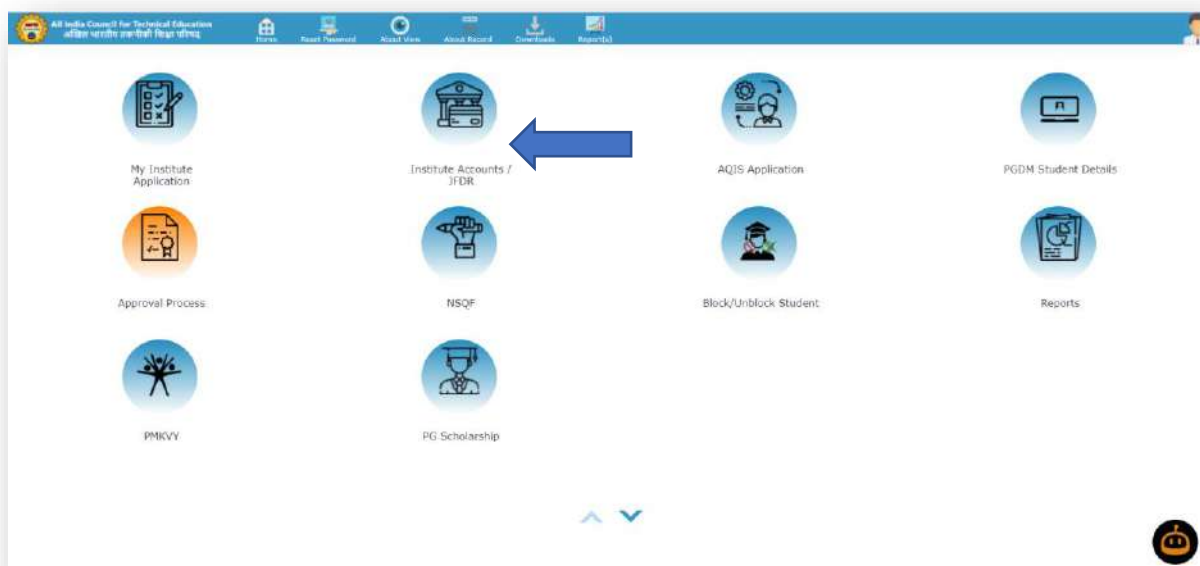 All India Council for Technical Education
अखिल भारतीय तकनीकी शिक्षा परिषद्
Home
Reset Password
About View
About Record
Downloads
Report(s)
My Institute
Application
Institute Accounts /
JFDR
AQIS Application
PGDM Student Details
Approval Process
NSQF
Block/Unblock Student
Reports
PMKVY
PG Scholarship